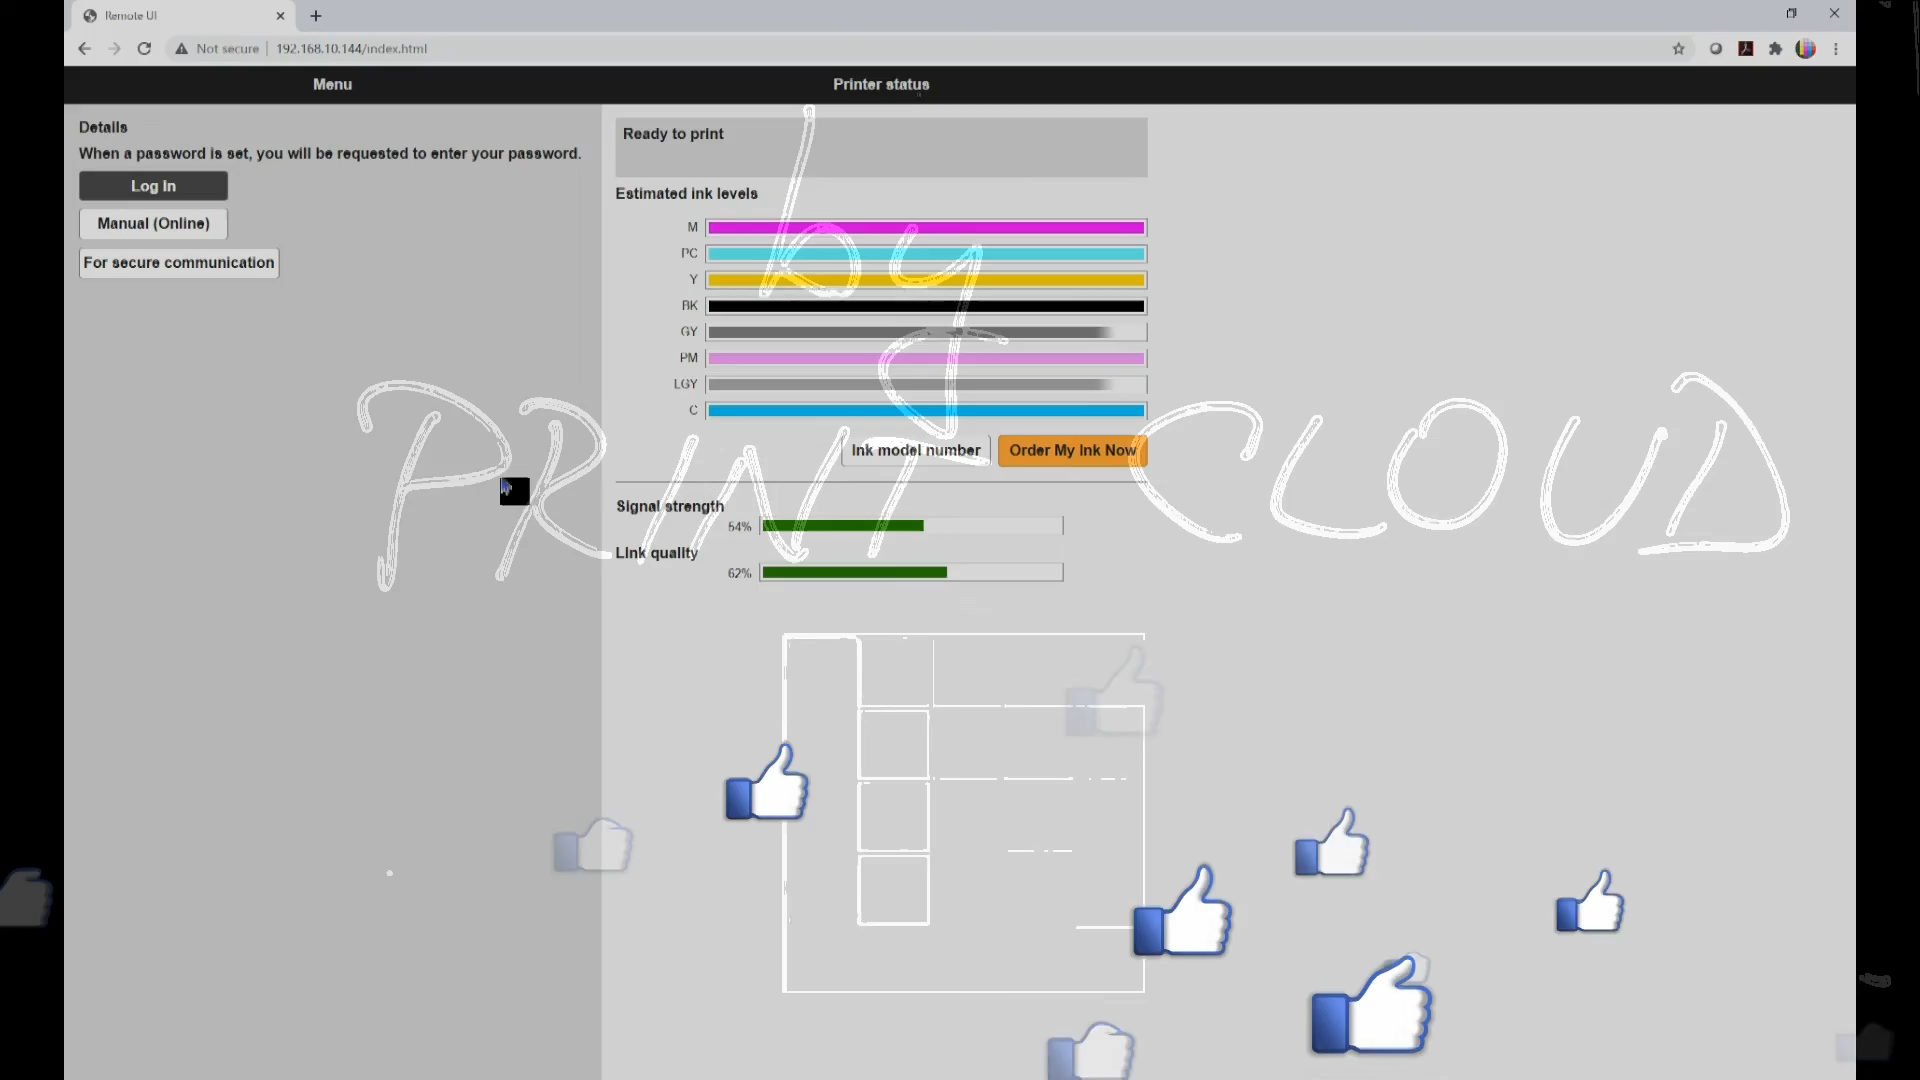 Remote UI
Not secure 192.168.10.144/index.html
Menu
Printer status
Details
When a password is set, you will be requested to enter your password.
Log In
Manual (Online)
For secure communication
Ready to print
Estimated ink levels
M
PC
Y
BK
GY
PM
LGY
C
Ink model number
Order My Ink Now
Signal strength
54%
Link quality
62%
by
PRINT CLOUD